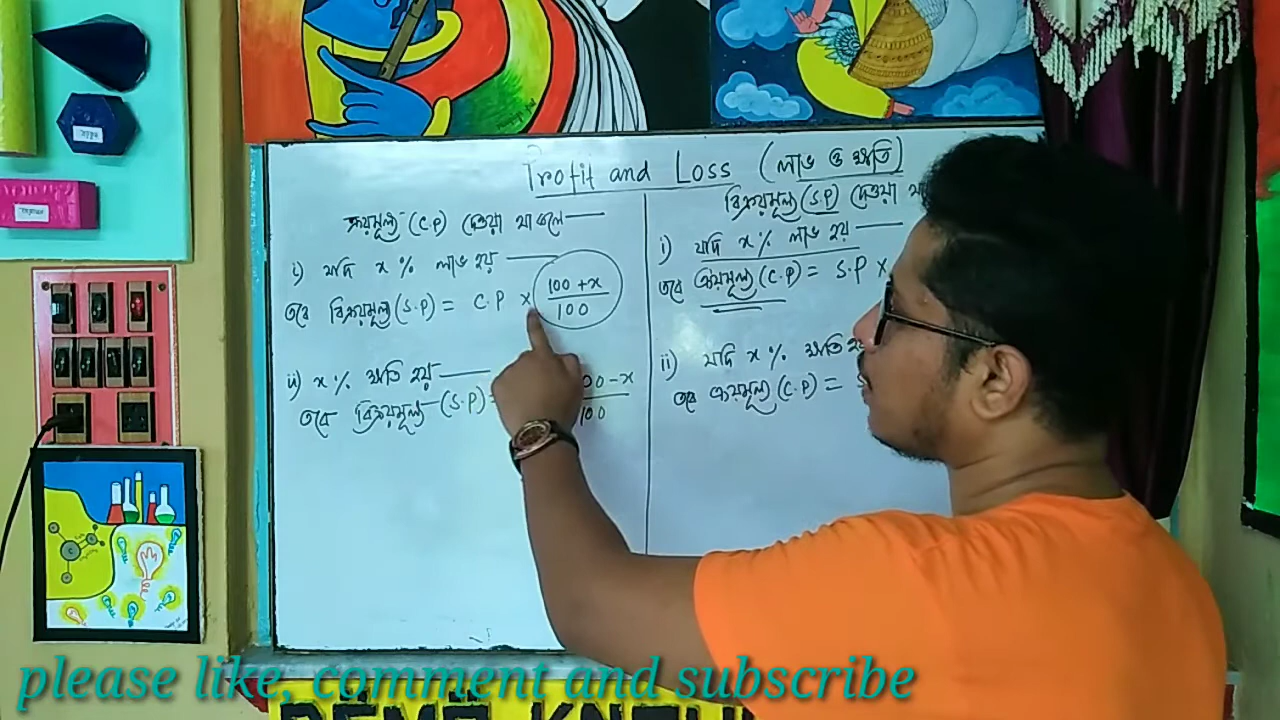 Profit and Loss (লাভ ও ক্ষতি)
ক্রয়মূল্য (C.P) দেওয়া থাকলে —
i) যদি x % লাভ হয় —
তবে বিক্রয়মূল্য (S.P) = C.P × 100 + x
100
ii) x % ক্ষতি হয় —
তবে বিক্রয়মূল্য (S.P) =
00 - x
100
বিক্রয়মূল্য (S.P) দেওয়া
i) যদি x % লাভ হয় —
তবে ক্রয়মূল্য (C.P) = S.P ×
ii) যদি x % ক্ষতি
তবে ক্রয়মূল্য (C.P) =
please like, comment and subscribe